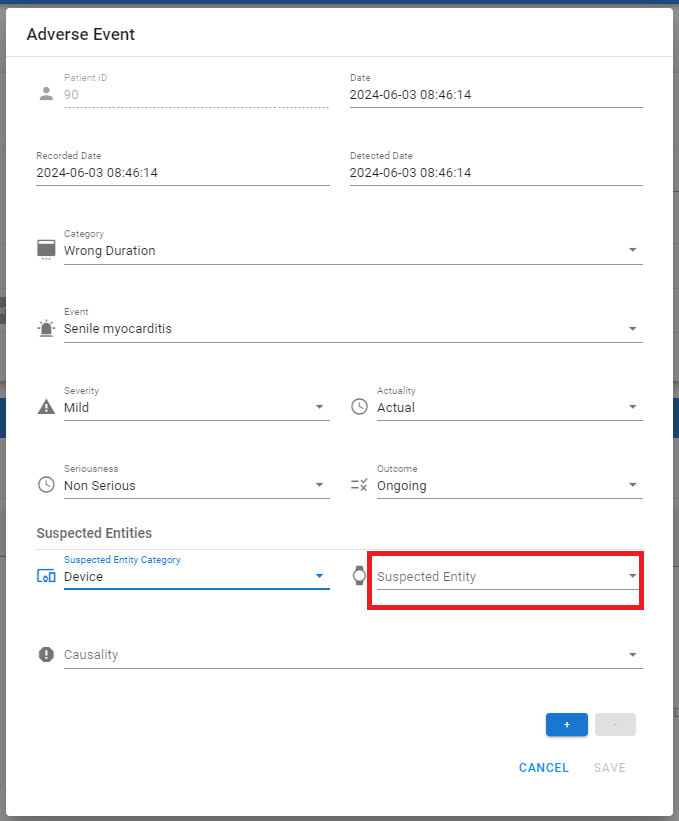 Adverse Event
Patient ID
90
Date
2024-06-03 08:46:14
Recorded Date
2024-06-03 08:46:14
Detected Date
2024-06-03 08:46:14
Category
Wrong Duration
Event
Senile myocarditis
Severity
Mild
Actuality
Actual
Seriousness
Non Serious
Outcome
Ongoing
Suspected Entities
Suspected Entity Category
Device
Suspected Entity
Causality
+
-
CANCEL
SAVE